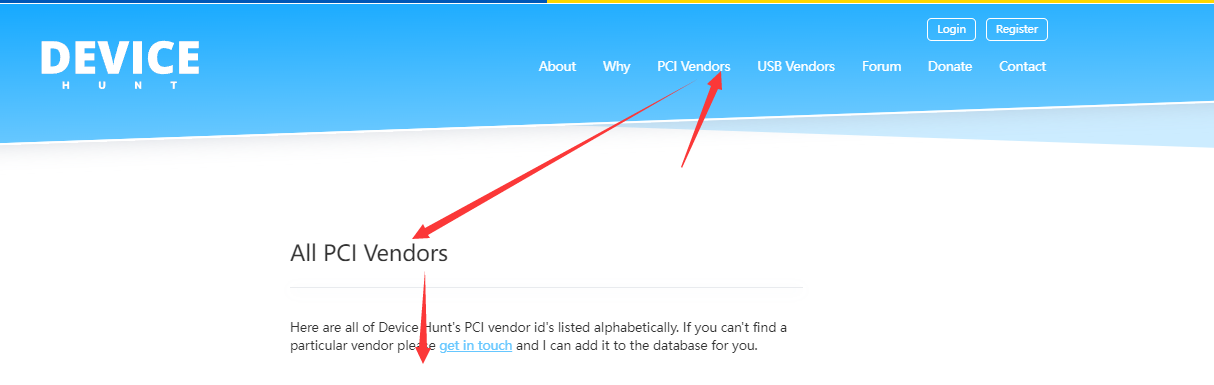 Login Register
DEVICE
HUNT
About Why PCI Vendors USB Vendors Forum Donate Contact
All PCI Vendors
Here are all of Device Hunt's PCI vendor id's listed alphabetically. If you can't find a
particular vendor please get in touch and I can add it to the database for you.